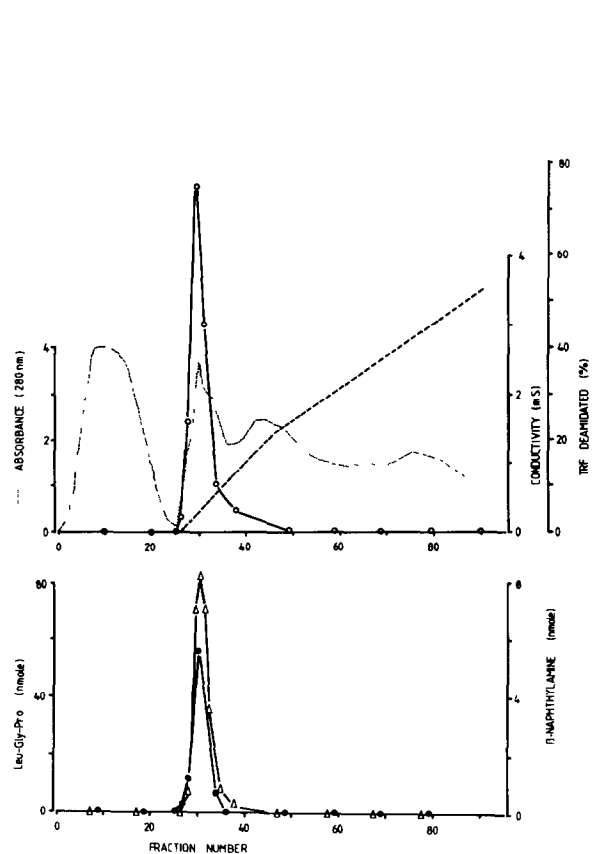 80
60
40
20
0
TRF DEAMIDATED (%)
4
2
0
CONDUCTIVITY (mS)
4
2
0
--- ABSORBANCE (280nm)
0 20 40 60 80
80
40
0
Leu-Gly-Pro (nmole)
8
4
0
β-NAPHTHYLAMINE (nmole)
0 20 40 60 80
FRACTION NUMBER